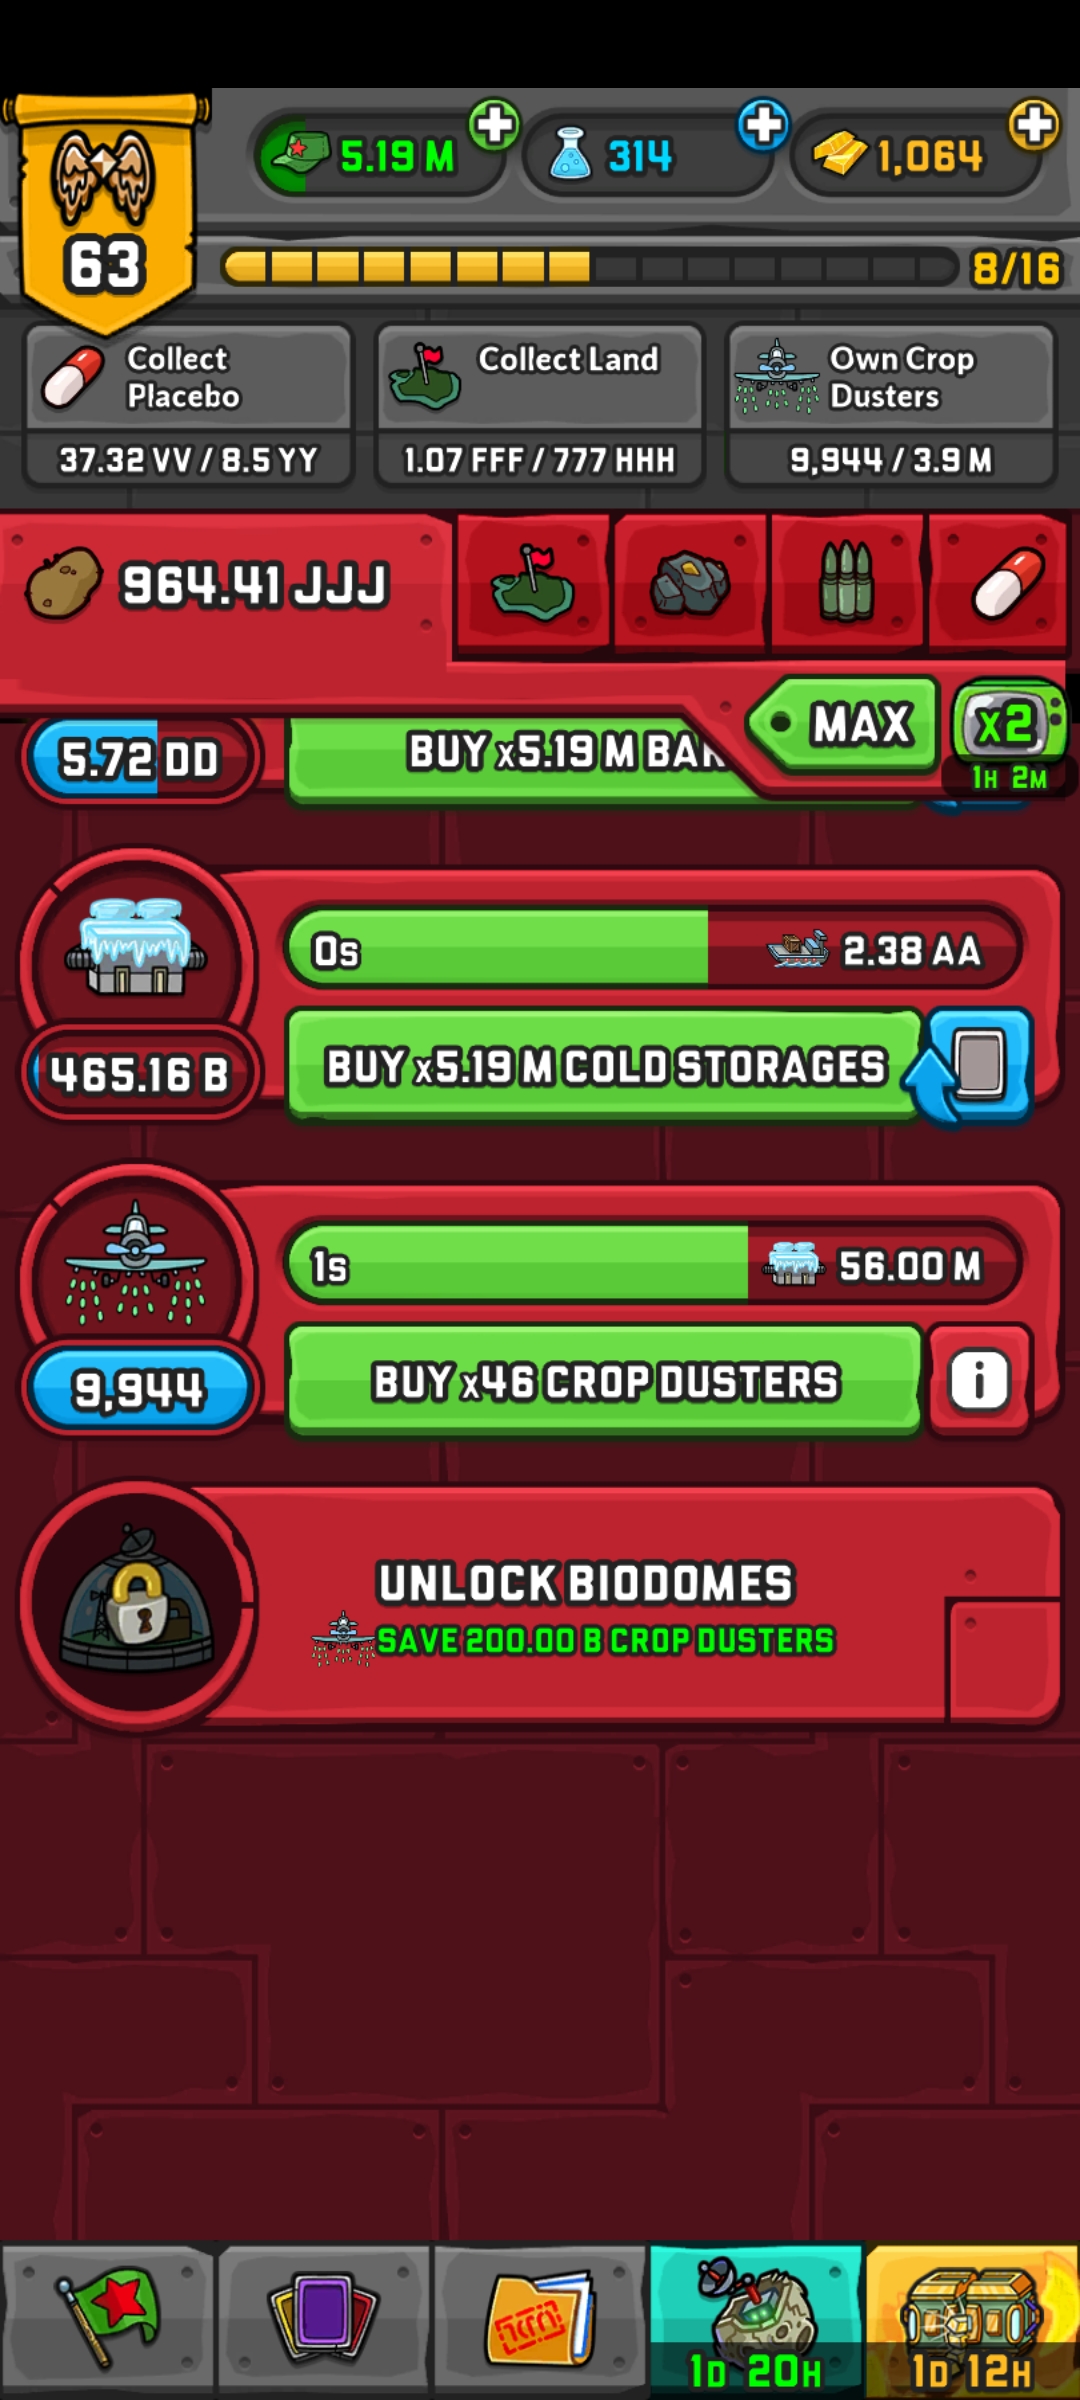 5.19 M
314
1,064
63
8/16
Collect
Placebo
37.32 VV / 8.5 YY
Collect Land
1.07 FFF / 777 HHH
Own Crop
Dusters
9,944 / 3.9 M
964.41 JJJ
MAX
x2
1H 2M
5.72 DD
BUY x5.19 M
0s
2.38 AA
465.16 B
BUY x5.19 M COLD STORAGES
1s
56.00 M
9,944
BUY x46 CROP DUSTERS
i
UNLOCK BIODOMES
SAVE 200.00 B CROP DUSTERS
1D 20H
1D 12H